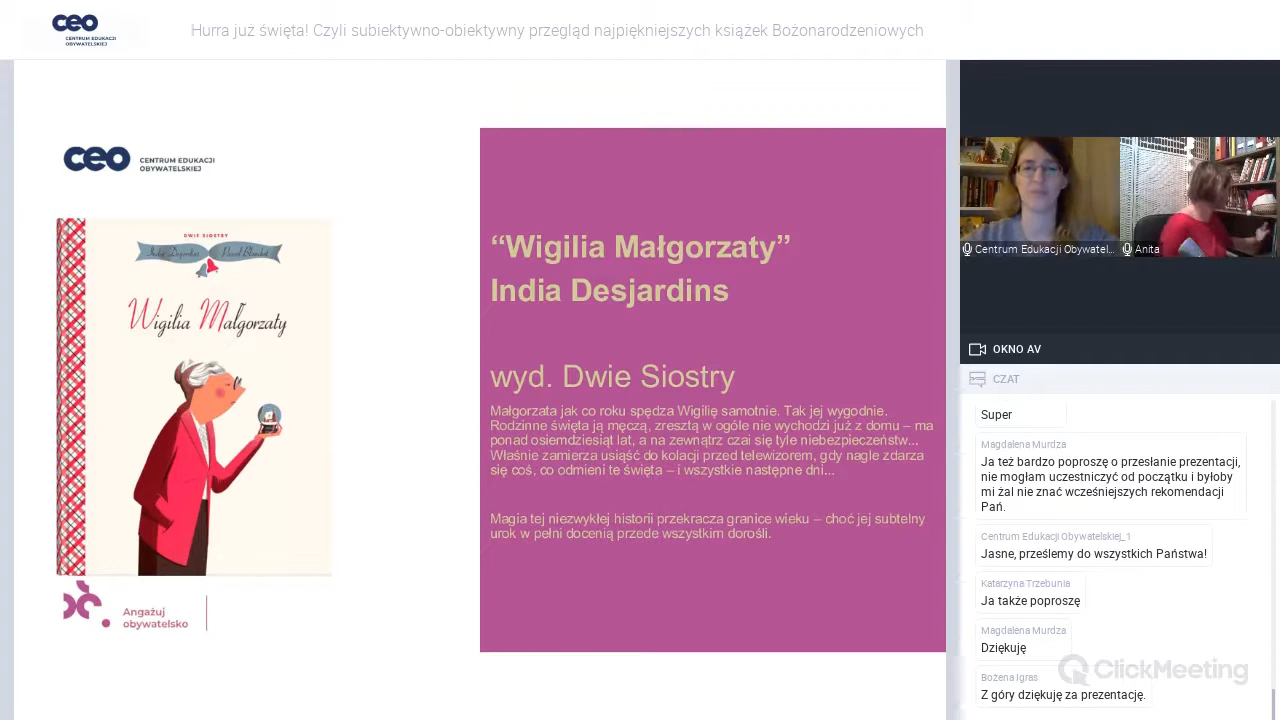 ceo
CENTRUM EDUKACJI
OBYWATELSKIEJ
Hurra już święta! Czyli subiektywno-obiektywny przegląd najpiękniejszych książek Bożonarodzeniowych
ceo
CENTRUM EDUKACJI
OBYWATELSKIEJ
DWIE SIOSTRY
India Desjardins
Pascal Blanchet
Wigilia Małgorzaty
Angażuj
obywatelsko
“Wigilia Małgorzaty”
India Desjardins
wyd. Dwie Siostry
Małgorzata jak co roku spędza Wigilię samotnie. Tak jej wygodnie.
Rodzinne święta ją męczą, zresztą w ogóle nie wychodzi już z domu – ma
ponad osiemdziesiąt lat, a na zewnątrz czai się tyle niebezpieczeństw...
Właśnie zamierza usiąść do kolacji przed telewizorem, gdy nagle zdarza
się coś, co odmieni te święta – i wszystkie następne dni...
Magia tej niezwykłej historii przekracza granice wieku – choć jej subtelny
urok w pełni docenią przede wszystkim dorośli.
Centrum Edukacji Obywatel...
Anita
OKNO AV
CZAT
Super
Magdalena Murdza
Ja też bardzo poproszę o przesłanie prezentacji,
nie mogłam uczestniczyć od początku i byłoby
mi żal nie znać wcześniejszych rekomendacji
Pań.
Centrum Edukacji Obywatelskiej_1
Jasne, prześlemy do wszystkich Państwa!
Katarzyna Trzebunia
Ja także poproszę
Magdalena Murdza
Dziękuję
Bożena Igras
Z góry dziękuję za prezentację.
ClickMeeting